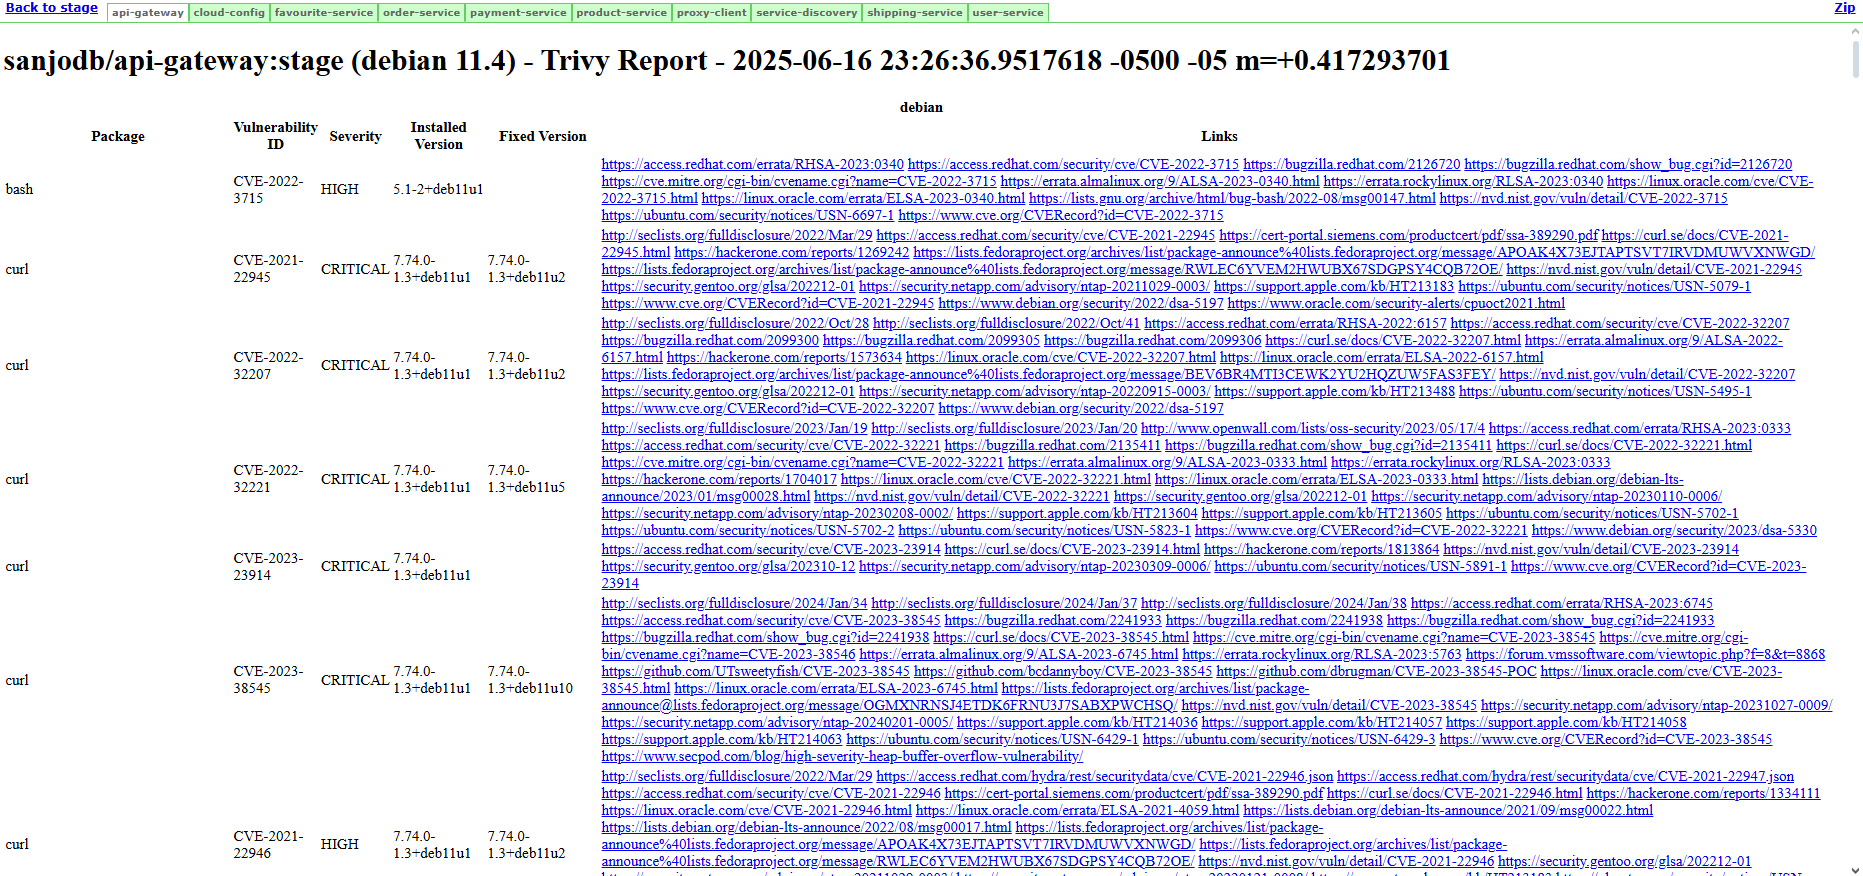 Back to stage api-gateway cloud-config favourite-service order-service payment-service product-service proxy-client service-discovery shipping-service user-service Zip
sanjodb/api-gateway:stage (debian 11.4) - Trivy Report - 2025-06-16 23:26:36.9517618 -0500 -05 m=+0.417293701
debian
Package Vulnerability ID Severity Installed Version Fixed Version Links
bash CVE-2022-3715 HIGH 5.1-2+deb11u1
https://access.redhat.com/errata/RHSA-2023:0340 https://access.redhat.com/security/cve/CVE-2022-3715 https://bugzilla.redhat.com/2126720 https://bugzilla.redhat.com/show_bug.cgi?id=2126720
https://cve.mitre.org/cgi-bin/cvename.cgi?name=CVE-2022-3715 https://errata.almalinux.org/9/ALSA-2023-0340.html https://errata.rockylinux.org/RLSA-2023:0340 https://linux.oracle.com/cve/CVE-
2022-3715.html https://linux.oracle.com/errata/ELSA-2023-0340.html https://lists.gnu.org/archive/html/bug-bash/2022-08/msg00147.html https://nvd.nist.gov/vuln/detail/CVE-2022-3715
https://ubuntu.com/security/notices/USN-6697-1 https://www.cve.org/CVERecord?id=CVE-2022-3715
curl CVE-2021-22945 CRITICAL 7.74.0-1.3+deb11u1 7.74.0-1.3+deb11u2
http://seclists.org/fulldisclosure/2022/Mar/29 https://access.redhat.com/security/cve/CVE-2021-22945 https://cert-portal.siemens.com/productcert/pdf/ssa-389290.pdf https://curl.se/docs/CVE-2021-
22945.html https://hackerone.com/reports/1269242 https://lists.fedoraproject.org/archives/list/package-announce%40lists.fedoraproject.org/message/APOAK4X73EJTAPTSVT7IRVDMUWVXNWGD/
https://lists.fedoraproject.org/archives/list/package-announce%40lists.fedoraproject.org/message/RWLEC6YVEM2HWUBX67SDGPSY4CQB72OE/ https://nvd.nist.gov/vuln/detail/CVE-2021-22945
https://security.gentoo.org/glsa/202212-01 https://security.netapp.com/advisory/ntap-20211029-0003/ https://support.apple.com/kb/HT213183 https://ubuntu.com/security/notices/USN-5079-1
https://www.cve.org/CVERecord?id=CVE-2021-22945 https://www.debian.org/security/2022/dsa-5197 https://www.oracle.com/security-alerts/cpuoct2021.html
curl CVE-2022-32207 CRITICAL 7.74.0-1.3+deb11u1 7.74.0-1.3+deb11u2
http://seclists.org/fulldisclosure/2022/Oct/28 http://seclists.org/fulldisclosure/2022/Oct/41 https://access.redhat.com/errata/RHSA-2022:6157 https://access.redhat.com/security/cve/CVE-2022-32207
https://bugzilla.redhat.com/2099300 https://bugzilla.redhat.com/2099305 https://bugzilla.redhat.com/2099306 https://curl.se/docs/CVE-2022-32207.html https://errata.almalinux.org/9/ALSA-2022-
6157.html https://hackerone.com/reports/1573634 https://linux.oracle.com/cve/CVE-2022-32207.html https://linux.oracle.com/errata/ELSA-2022-6157.html
https://lists.fedoraproject.org/archives/list/package-announce%40lists.fedoraproject.org/message/BEV6BR4MTI3CEWK2YU2HQZUW5FAS3FEY/ https://nvd.nist.gov/vuln/detail/CVE-2022-32207
https://security.gentoo.org/glsa/202212-01 https://security.netapp.com/advisory/ntap-20220915-0003/ https://support.apple.com/kb/HT213488 https://ubuntu.com/security/notices/USN-5495-1
https://www.cve.org/CVERecord?id=CVE-2022-32207 https://www.debian.org/security/2022/dsa-5197
curl CVE-2022-32221 CRITICAL 7.74.0-1.3+deb11u1 7.74.0-1.3+deb11u5
http://seclists.org/fulldisclosure/2023/Jan/19 http://seclists.org/fulldisclosure/2023/Jan/20 http://www.openwall.com/lists/oss-security/2023/05/17/4 https://access.redhat.com/errata/RHSA-2023:0333
https://access.redhat.com/security/cve/CVE-2022-32221 https://bugzilla.redhat.com/2135411 https://bugzilla.redhat.com/show_bug.cgi?id=2135411 https://curl.se/docs/CVE-2022-32221.html
https://cve.mitre.org/cgi-bin/cvename.cgi?name=CVE-2022-32221 https://errata.almalinux.org/9/ALSA-2023-0333.html https://errata.rockylinux.org/RLSA-2023:0333
https://hackerone.com/reports/1704017 https://linux.oracle.com/cve/CVE-2022-32221.html https://linux.oracle.com/errata/ELSA-2023-0333.html https://lists.debian.org/debian-lts-
announce/2023/01/msg00028.html https://nvd.nist.gov/vuln/detail/CVE-2022-32221 https://security.gentoo.org/glsa/202212-01 https://security.netapp.com/advisory/ntap-20230110-0006/
https://security.netapp.com/advisory/ntap-20230208-0002/ https://support.apple.com/kb/HT213604 https://support.apple.com/kb/HT213605 https://ubuntu.com/security/notices/USN-5702-1
https://ubuntu.com/security/notices/USN-5702-2 https://ubuntu.com/security/notices/USN-5823-1 https://www.cve.org/CVERecord?id=CVE-2022-32221 https://www.debian.org/security/2023/dsa-5330
curl CVE-2023-23914 CRITICAL 7.74.0-1.3+deb11u1
https://access.redhat.com/security/cve/CVE-2023-23914 https://curl.se/docs/CVE-2023-23914.html https://hackerone.com/reports/1813864 https://nvd.nist.gov/vuln/detail/CVE-2023-23914
https://security.gentoo.org/glsa/202310-12 https://security.netapp.com/advisory/ntap-20230309-0006/ https://ubuntu.com/security/notices/USN-5891-1 https://www.cve.org/CVERecord?id=CVE-2023-
23914
curl CVE-2023-38545 CRITICAL 7.74.0-1.3+deb11u1 7.74.0-1.3+deb11u10
http://seclists.org/fulldisclosure/2024/Jan/34 http://seclists.org/fulldisclosure/2024/Jan/37 http://seclists.org/fulldisclosure/2024/Jan/38 https://access.redhat.com/errata/RHSA-2023:6745
https://access.redhat.com/security/cve/CVE-2023-38545 https://bugzilla.redhat.com/2241933 https://bugzilla.redhat.com/2241938 https://bugzilla.redhat.com/show_bug.cgi?id=2241933
https://bugzilla.redhat.com/show_bug.cgi?id=2241938 https://curl.se/docs/CVE-2023-38545.html https://cve.mitre.org/cgi-bin/cvename.cgi?name=CVE-2023-38545 https://cve.mitre.org/cgi-
bin/cvename.cgi?name=CVE-2023-38546 https://errata.almalinux.org/9/ALSA-2023-6745.html https://errata.rockylinux.org/RLSA-2023:5763 https://forum.vmssoftware.com/viewtopic.php?f=8&t=8868
https://github.com/UTsweetyfish/CVE-2023-38545 https://github.com/bcdannyboy/CVE-2023-38545 https://github.com/dbrugman/CVE-2023-38545-POC https://linux.oracle.com/cve/CVE-2023-
38545.html https://linux.oracle.com/errata/ELSA-2023-6745.html https://lists.fedoraproject.org/archives/list/package-
announce@lists.fedoraproject.org/message/OGMXNRNSJ4ETDK6FRNU3J7SABXPWCHSQ/ https://nvd.nist.gov/vuln/detail/CVE-2023-38545 https://security.netapp.com/advisory/ntap-20231027-0009/
https://security.netapp.com/advisory/ntap-20240201-0005/ https://support.apple.com/kb/HT214036 https://support.apple.com/kb/HT214057 https://support.apple.com/kb/HT214058
https://support.apple.com/kb/HT214063 https://ubuntu.com/security/notices/USN-6429-1 https://ubuntu.com/security/notices/USN-6429-3 https://www.cve.org/CVERecord?id=CVE-2023-38545
https://www.secpod.com/blog/high-severity-heap-buffer-overflow-vulnerability/
curl CVE-2021-22946 HIGH 7.74.0-1.3+deb11u1 7.74.0-1.3+deb11u2
http://seclists.org/fulldisclosure/2022/Mar/29 https://access.redhat.com/hydra/rest/securitydata/cve/CVE-2021-22946.json https://access.redhat.com/hydra/rest/securitydata/cve/CVE-2021-22947.json
https://access.redhat.com/security/cve/CVE-2021-22946 https://cert-portal.siemens.com/productcert/pdf/ssa-389290.pdf https://curl.se/docs/CVE-2021-22946.html https://hackerone.com/reports/1334111
https://linux.oracle.com/cve/CVE-2021-22946.html https://linux.oracle.com/errata/ELSA-2021-4059.html https://lists.debian.org/debian-lts-announce/2021/09/msg00022.html
https://lists.debian.org/debian-lts-announce/2022/08/msg00017.html https://lists.fedoraproject.org/archives/list/package-
announce%40lists.fedoraproject.org/message/APOAK4X73EJTAPTSVT7IRVDMUWVXNWGD/ https://lists.fedoraproject.org/archives/list/package-
announce%40lists.fedoraproject.org/message/RWLEC6YVEM2HWUBX67SDGPSY4CQB72OE/ https://nvd.nist.gov/vuln/detail/CVE-2021-22946 https://security.gentoo.org/glsa/202212-01